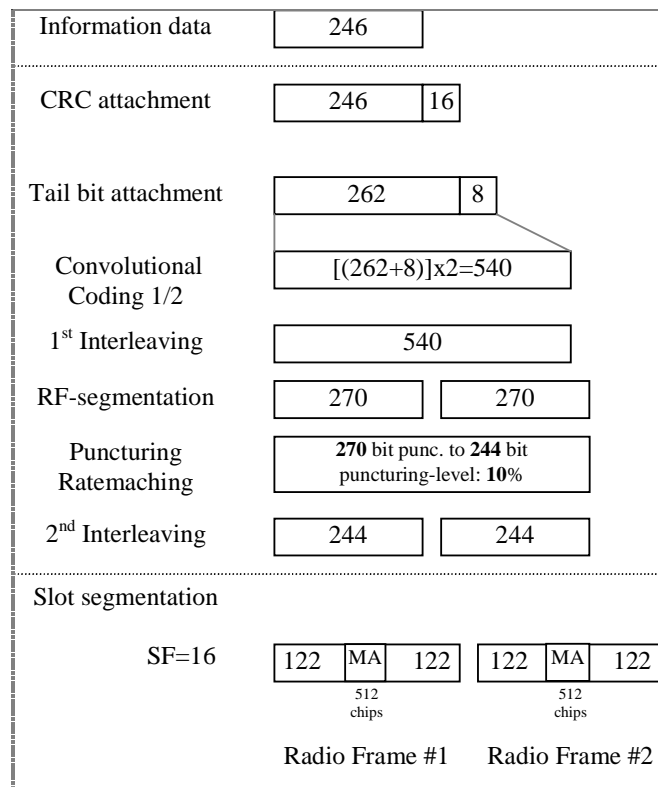 Information data
246
CRC attachment
246 16
Tail bit attachment
262 8
Convolutional
Coding 1/2
[(262+8)]x2=540
1st Interleaving
540
RF-segmentation
270 270
Puncturing
Ratemaching
270 bit punc. to 244 bit
puncturing-level: 10%
2nd Interleaving
244 244
Slot segmentation
SF=16
122 MA 122 122 MA 122
512
chips
512
chips
Radio Frame #1 Radio Frame #2